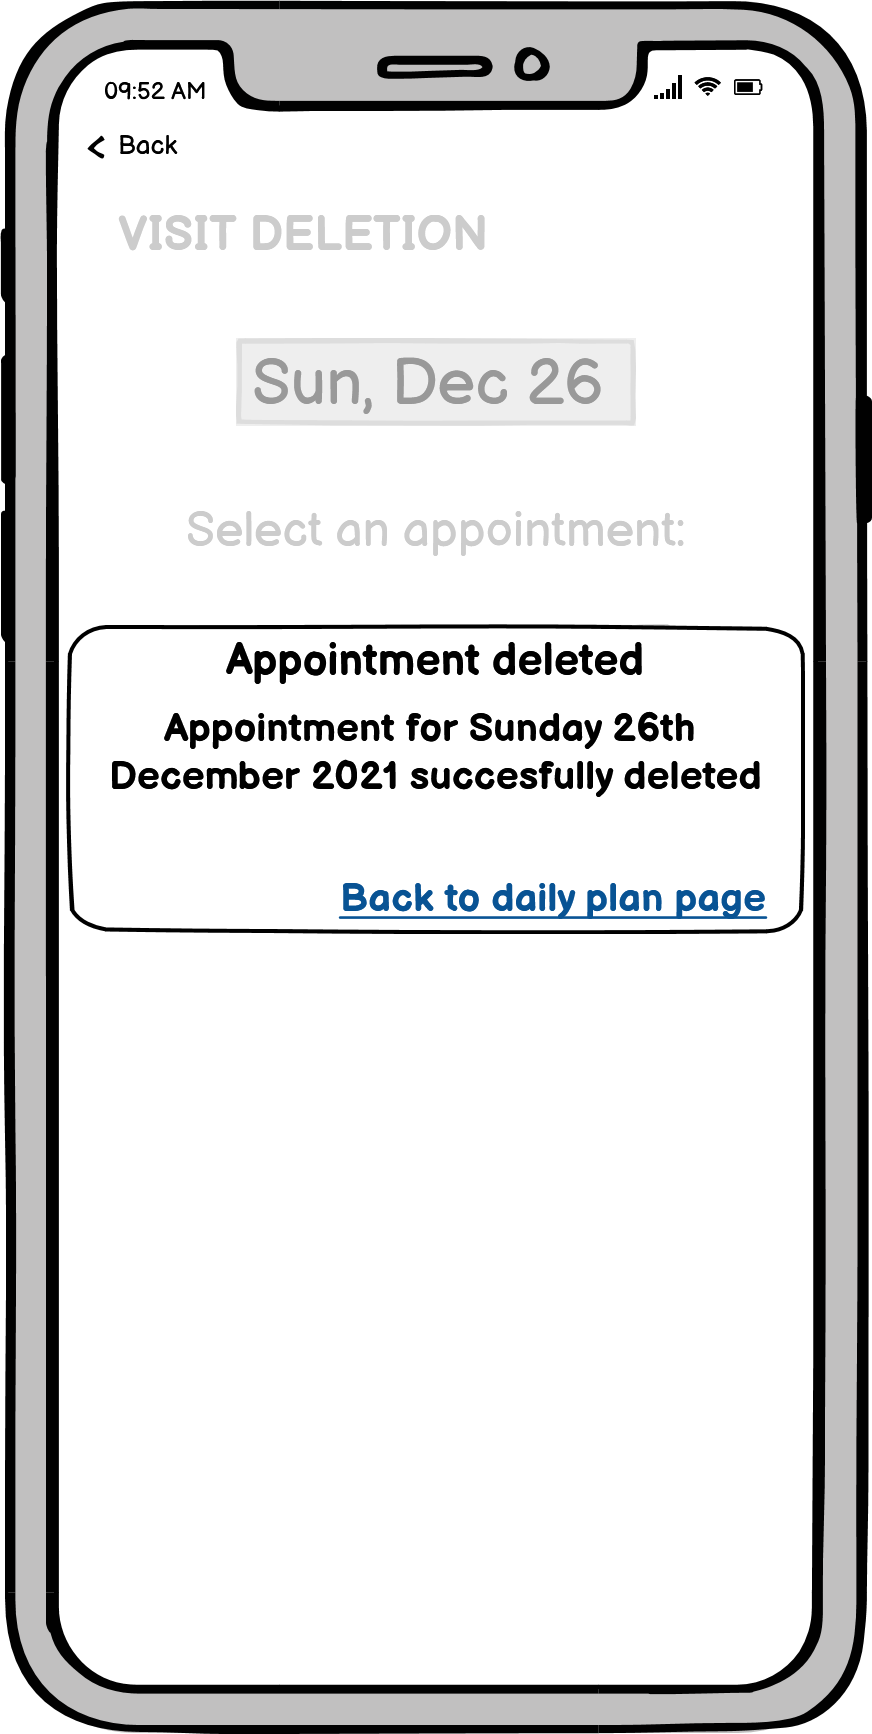 09:52 AM
Back
VISIT DELETION
Sun, Dec 26
Select an appointment:
Appointment deleted
Appointment for Sunday 26th
December 2021 succesfully deleted
Back to daily plan page